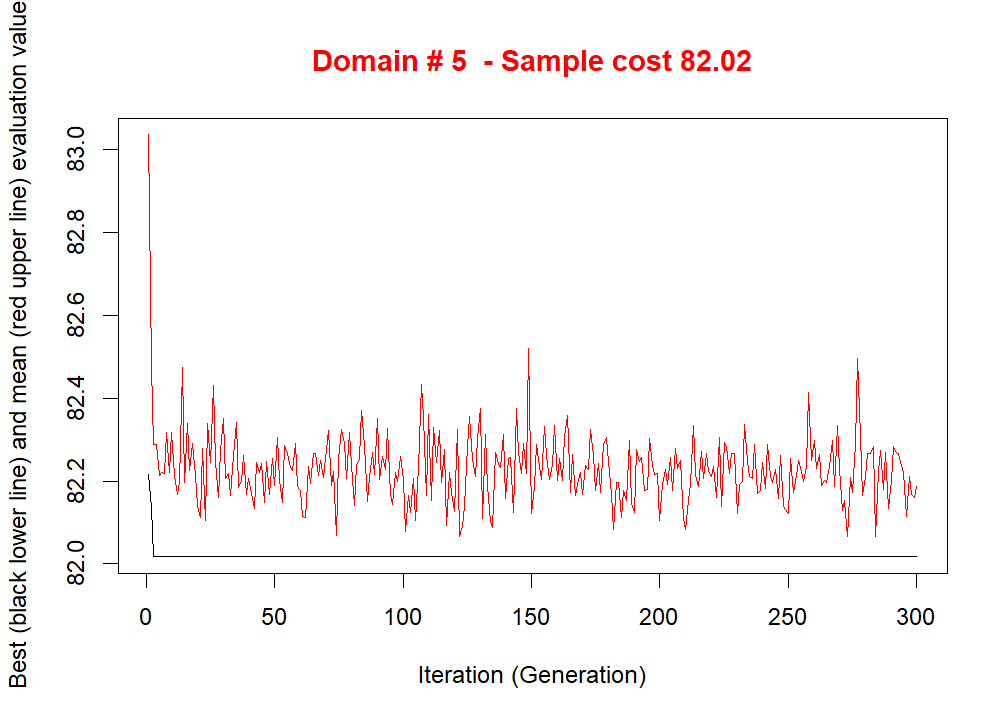 Domain # 5  - Sample cost 82.02
Best (black lower line) and mean (red upper line) evaluation value
83.0
82.8
82.6
82.4
82.2
82.0
0 50 100 150 200 250 300
Iteration (Generation)